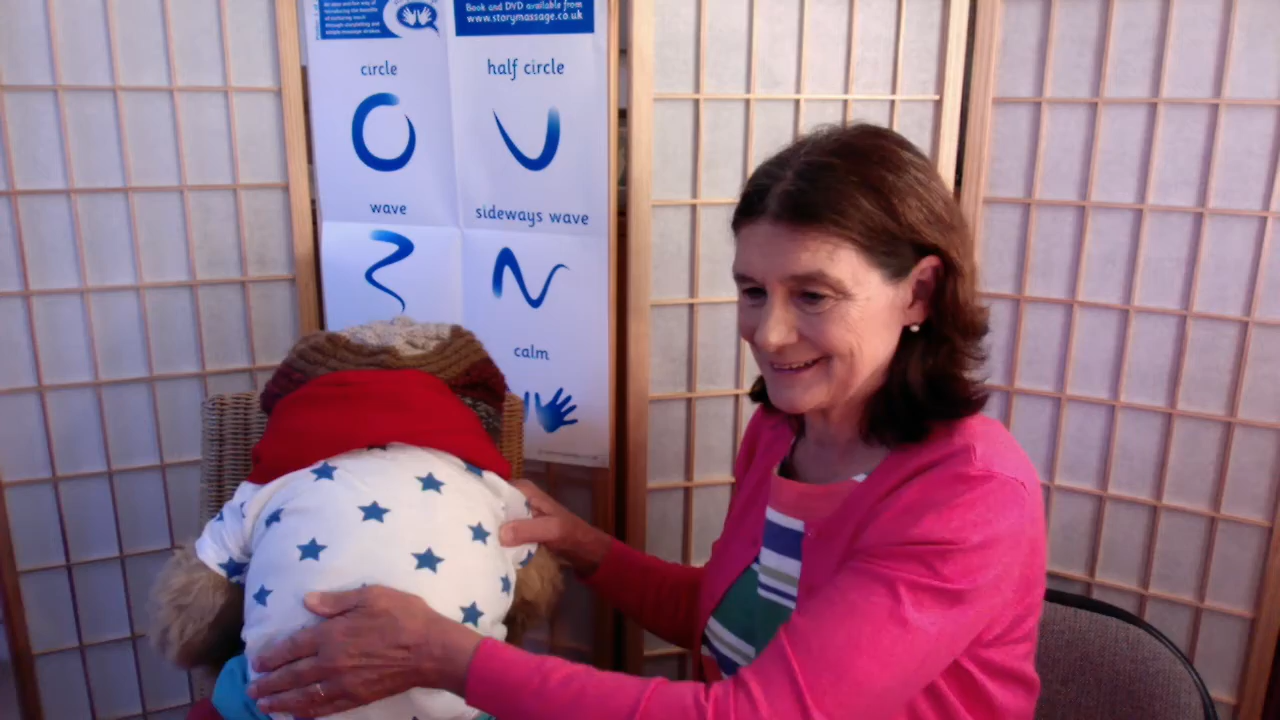 Book and DVD available from
www.storymassage.co.uk
circle
half circle
wave
sideways wave
calm